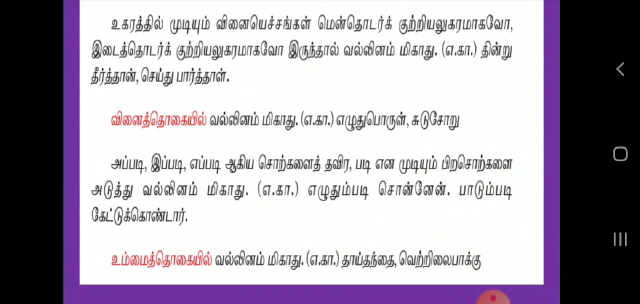 உகரத்தில் முடியும் வினையெச்சங்கள் மென்தொடர்க் குற்றியலுகரமாகவோ,
இடைத்தொடர்க் குற்றியலுகரமாகவோ இருந்தால் வல்லினம் மிகாது. (எ.கா.) தின்று
தீர்த்தான், செய்து பார்த்தாள்.
வினைத்தொகையில் வல்லினம் மிகாது. (எ.கா.) எழுதுபொருள், சுடுசோறு
அப்படி, இப்படி, எப்படி ஆகிய சொற்களைத் தவிர, படி என முடியும் பிறசொற்களை
அடுத்து வல்லினம் மிகாது. (எ.கா.) எழுதும்படி சொன்னேன். பாடும்படி
கேட்டுக்கொண்டார்.
உம்மைத்தொகையில் வல்லினம் மிகாது. (எ.கா.) தாய்தந்தை, வெற்றிலைபாக்கு